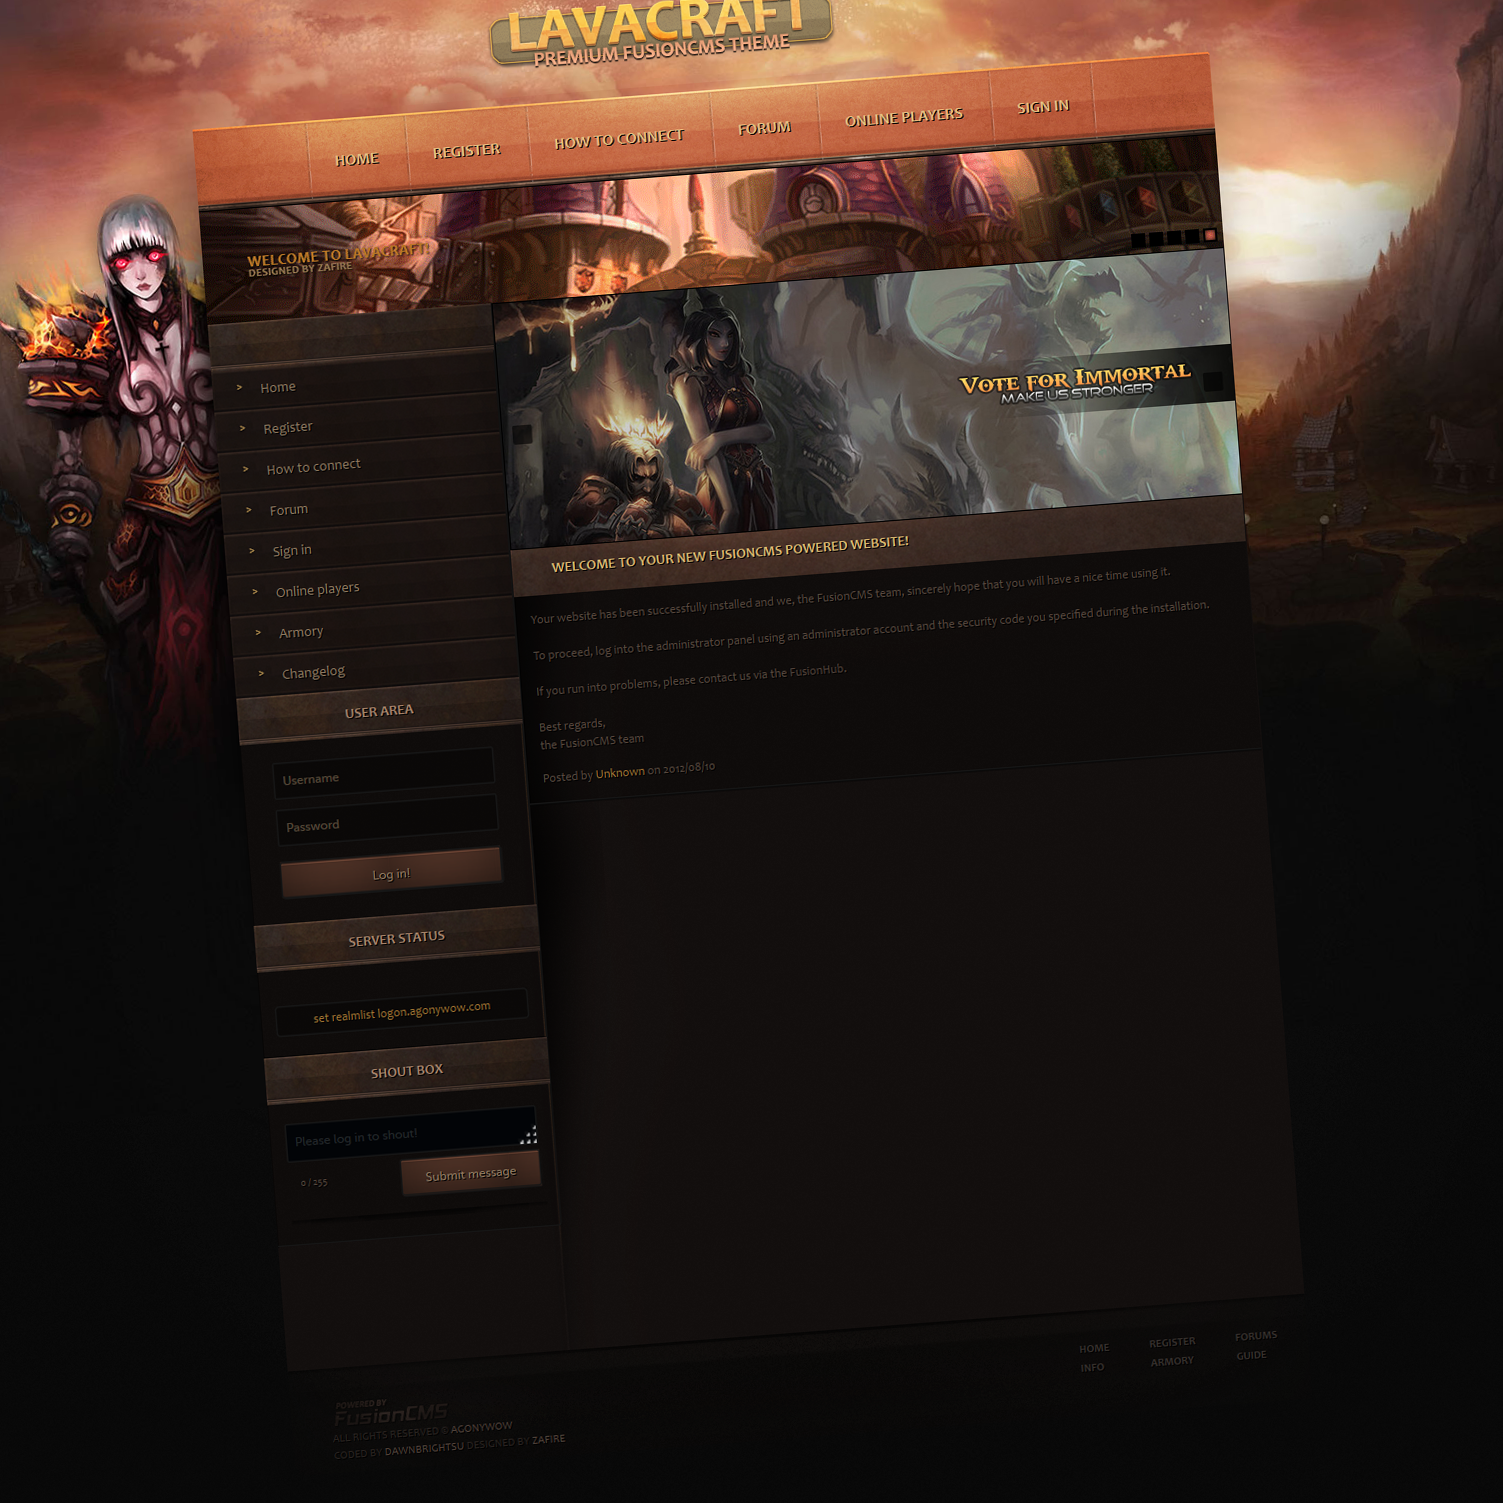 LAVACRAFT
PREMIUM FUSIONCMS THEME
HOME
REGISTER
HOW TO CONNECT
FORUM
ONLINE PLAYERS
SIGN IN
WELCOME TO LAVACRAFT!
DESIGNED BY ZAFIRE
> Home
> Register
> How to connect
> Forum
> Sign in
> Online players
> Armory
> Changelog
USER AREA
Username
Password
Log in!
SERVER STATUS
set realmlist logon.agonywow.com
SHOUT BOX
Please log in to shout!
0 / 255
Submit message
VOTE FOR IMMORTAL
MAKE US STRONGER
WELCOME TO YOUR NEW FUSIONCMS POWERED WEBSITE!
Your website has been successfully installed and we, the FusionCMS team, sincerely hope that you will have a nice time using it.
To proceed, log into the administrator panel using an administrator account and the security code you specified during the installation.
If you run into problems, please contact us via the FusionHub.
Best regards,
the FusionCMS team
Posted by Unknown on 2012/08/10
HOME
REGISTER
FORUMS
INFO
ARMORY
GUIDE
POWERED BY
FusionCMS
ALL RIGHTS RESERVED © AGONYWOW
CODED BY DAWNBRIGHTSU DESIGNED BY ZAFIRE